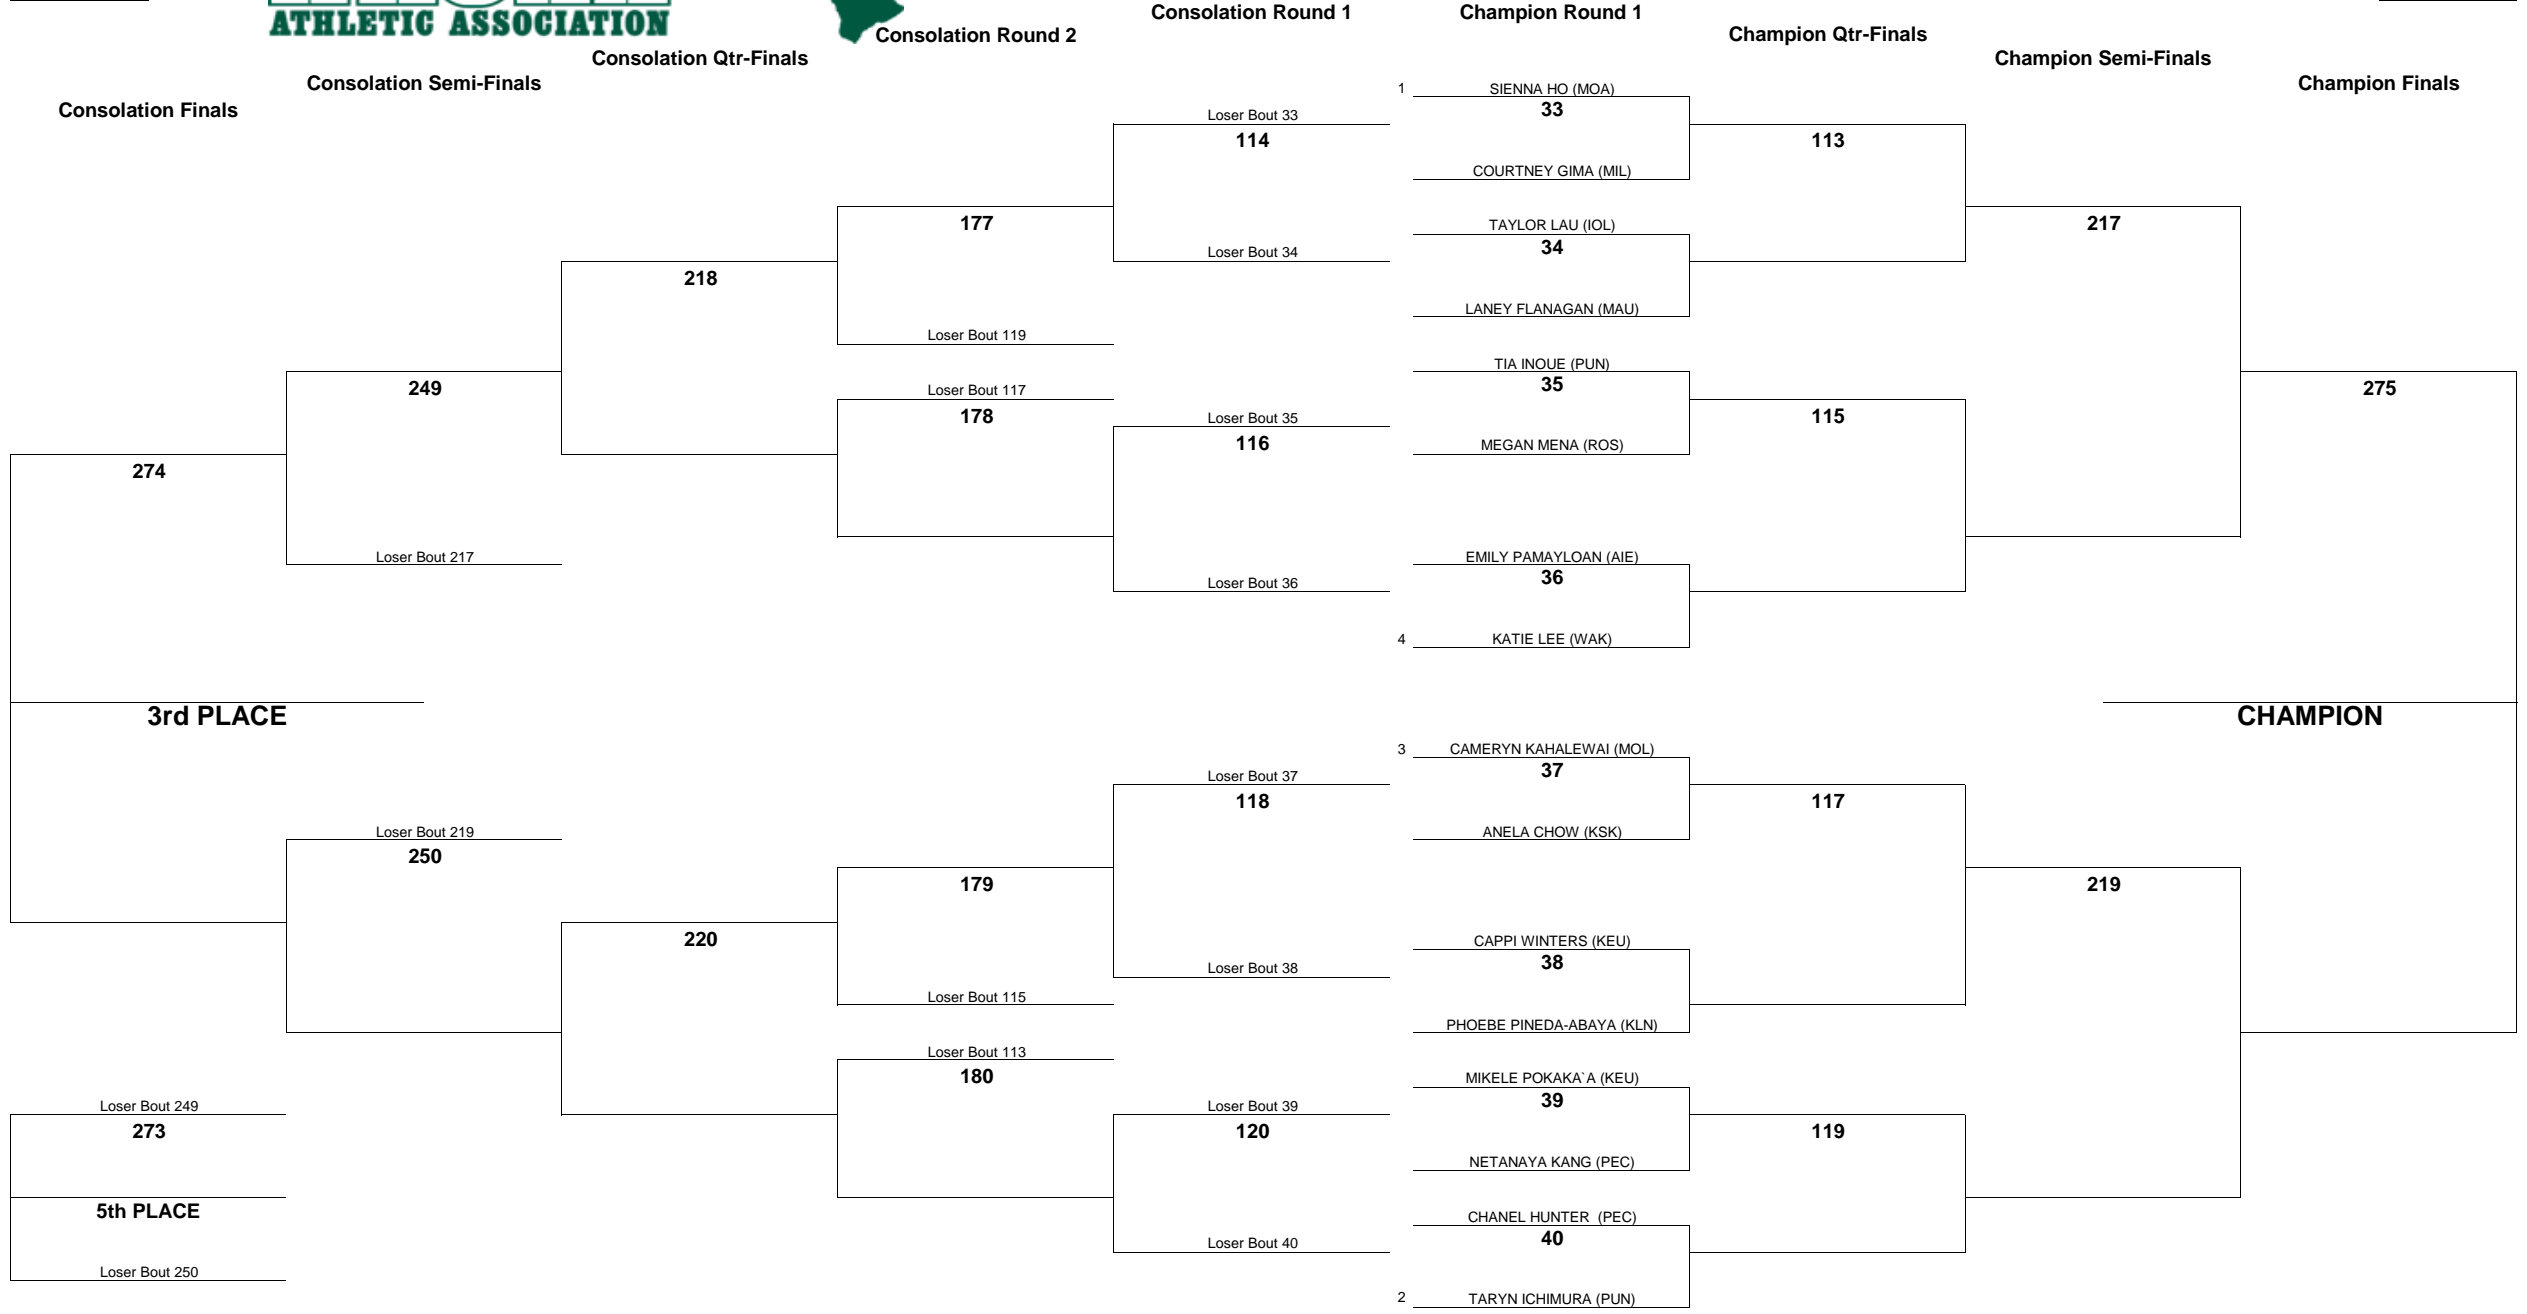 ATHLETIC ASSOCIATION
Consolation Round 1
Champion Round 1
Consolation Round 2
Champion Qtr-Finals
Consolation Qtr-Finals
Champion Semi-Finals
Consolation Semi-Finals
Champion Finals
Consolation Finals
1 SIENNA HO (MOA)
33
COURTNEY GIMA (MIL)
TAYLOR LAU (IOL)
34
LANEY FLANAGAN (MAU)
TIA INOUE (PUN)
35
MEGAN MENA (ROS)
EMILY PAMAYLOAN (AIE)
36
4 KATIE LEE (WAK)
3 CAMERYN KAHALEWAI (MOL)
37
ANELA CHOW (KSK)
CAPPI WINTERS (KEU)
38
PHOEBE PINEDA-ABAYA (KLN)
MIKELE POKAKA`A (KEU)
39
NETANAYA KANG (PEC)
CHANEL HUNTER (PEC)
40
2 TARYN ICHIMURA (PUN)
113
115
117
119
217
219
275
CHAMPION
Loser Bout 33
114
Loser Bout 34
Loser Bout 35
116
Loser Bout 36
Loser Bout 37
118
Loser Bout 38
Loser Bout 39
120
Loser Bout 40
177
Loser Bout 119
Loser Bout 117
178
179
Loser Bout 115
Loser Bout 113
180
218
220
249
Loser Bout 217
Loser Bout 219
250
274
3rd PLACE
Loser Bout 249
273
5th PLACE
Loser Bout 250